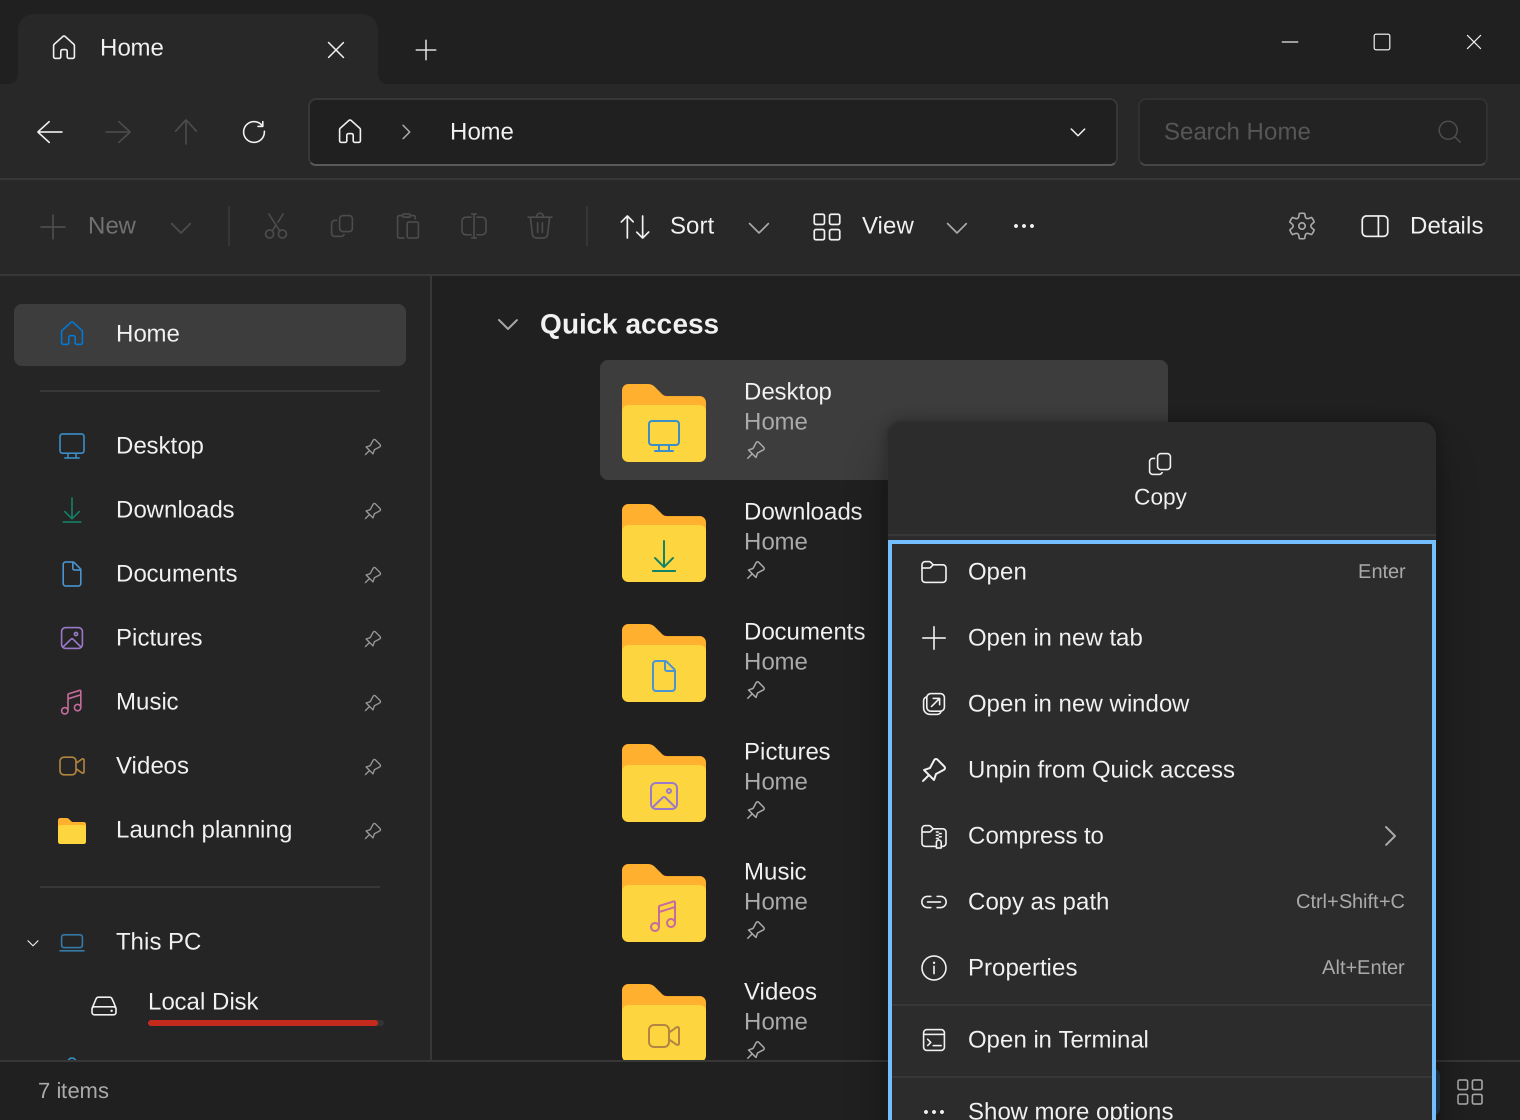 Home
Home
Search Home
New
Sort
View
Details
Home
Desktop
Downloads
Documents
Pictures
Music
Videos
Launch planning
This PC
Local Disk
Quick access
Desktop
Home
Downloads
Home
Documents
Home
Pictures
Home
Music
Home
Videos
Home
Copy
Open Enter
Open in new tab
Open in new window
Unpin from Quick access
Compress to
Copy as path Ctrl+Shift+C
Properties Alt+Enter
Open in Terminal
Show more options
7 items